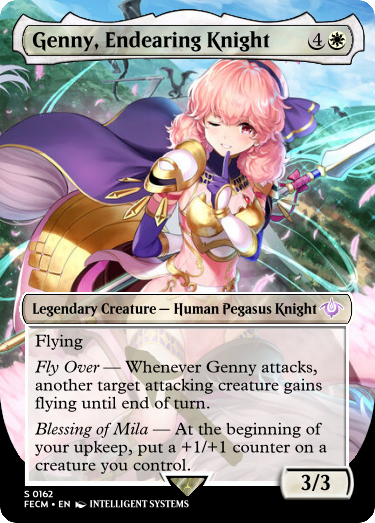 Genny, Endearing Knight 4
Legendary Creature — Human Pegasus Knight
Flying
Fly Over — Whenever Genny attacks,
another target attacking creature gains
flying until end of turn.
Blessing of Mila — At the beginning of
your upkeep, put a +1/+1 counter on a
creature you control.
3/3
S 0162
FECM • EN INTELLIGENT SYSTEMS